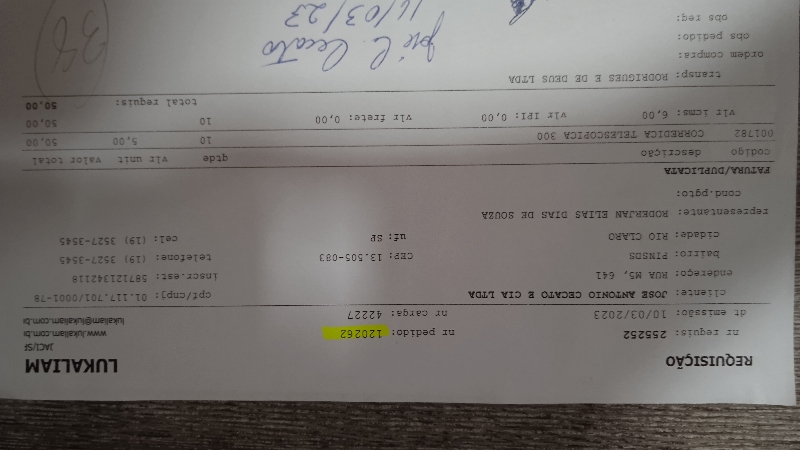 REQUISIÇÃO LUKALIAM
JACI/SP
nr requis: 255252 nr pedido: 120262 www.lukaliam.com.br
dt emissão: 10/03/2023 nr carga: 42227 lukaliam@lukaliam.com.br
cliente: JOSE ANTONIO CECATO E CIA LTDA cpf/cnpj: 01.117.701/0001-78
endereço: RUA M5, 641 inscr.est.: 587121342118
bairro: CEP: 13.505-083 telefone: (19) 3527-3545
cidade: RIO CLARO uf: SP cel: (19) 3527-3545
representante: RODERJAN ELIAS DIAS DE SOUZA
cond.pgto:
FATURA/DUPLICATA
codigo descrição qtde vlr unit vlr total
001782 CORREDICA TELESCOPICA 300 10 5,00 50,00
vlr icms: 6,00 vlr IPI: 0,00 vlr frete: 0,00 10 50,00
total requis: 50,00
transp: RODRIGUES E DE DEUS LTDA
ordem compra:
obs pedido:
obs req:
José C. Cecato
11/03/23
38